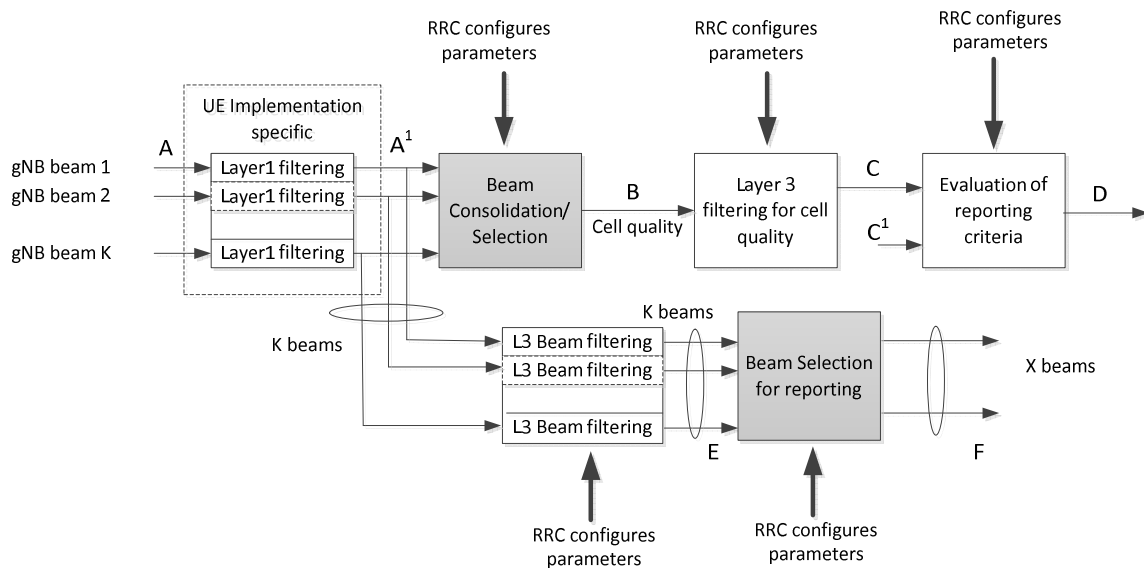 RRC configures
parameters
RRC configures
parameters
RRC configures
parameters
UE Implementation
specific
A
A¹
gNB beam 1
gNB beam 2
gNB beam K
Layer1 filtering
Layer1 filtering
Layer1 filtering
Beam
Consolidation/
Selection
B
Cell quality
Layer 3
filtering for cell
quality
C
C¹
Evaluation of
reporting
criteria
D
K beams
L3 Beam filtering
L3 Beam filtering
L3 Beam filtering
K beams
E
Beam Selection
for reporting
X beams
F
RRC configures
parameters
RRC configures
parameters